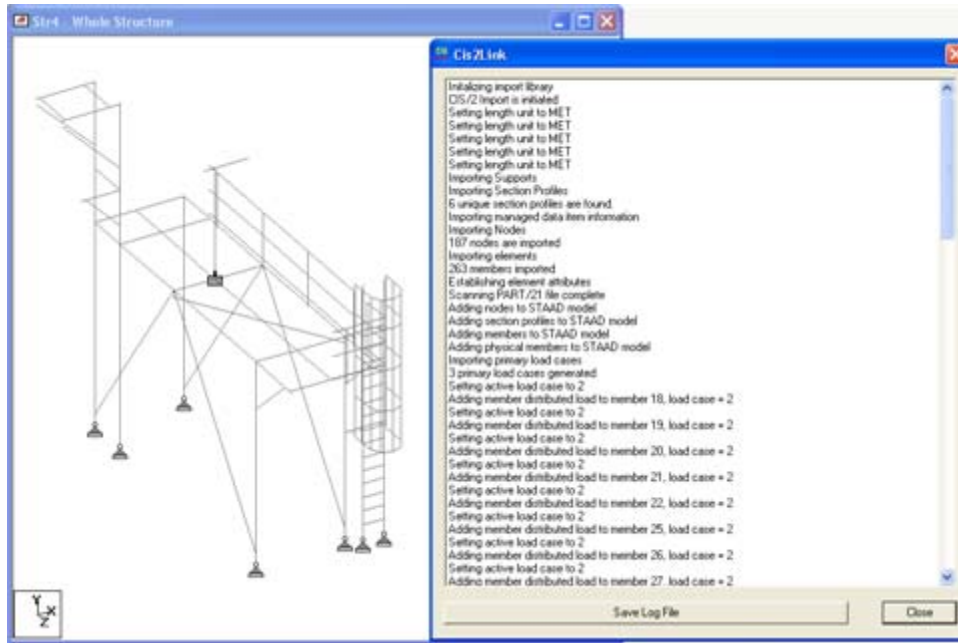 Str4 - Whole Structure
Cis2Link
Initalizing import library
CIS/2 Import is initiated
Setting length unit to MET
Setting length unit to MET
Setting length unit to MET
Setting length unit to MET
Setting length unit to MET
Importing Supports
Importing Section Profiles
6 unique section profiles are found.
Importing managed data item information
Importing Nodes
187 nodes are imported
Importing elements
263 members imported
Establishing element attributes
Scanning PART/21 file complete
Adding nodes to STAAD model
Adding section profiles to STAAD model
Adding members to STAAD model
Adding physical members to STAAD model
Importing primary load cases
3 primary load cases generated
Setting active load case to 2
Adding member distributed load to member 18, load case = 2
Setting active load case to 2
Adding member distributed load to member 19, load case = 2
Setting active load case to 2
Adding member distributed load to member 20, load case = 2
Setting active load case to 2
Adding member distributed load to member 21, load case = 2
Setting active load case to 2
Adding member distributed load to member 22, load case = 2
Setting active load case to 2
Adding member distributed load to member 25, load case = 2
Setting active load case to 2
Adding member distributed load to member 26, load case = 2
Setting active load case to 2
Adding member distributed load to member 27, load case = 2
Save Log File
Close
Y
X
Z